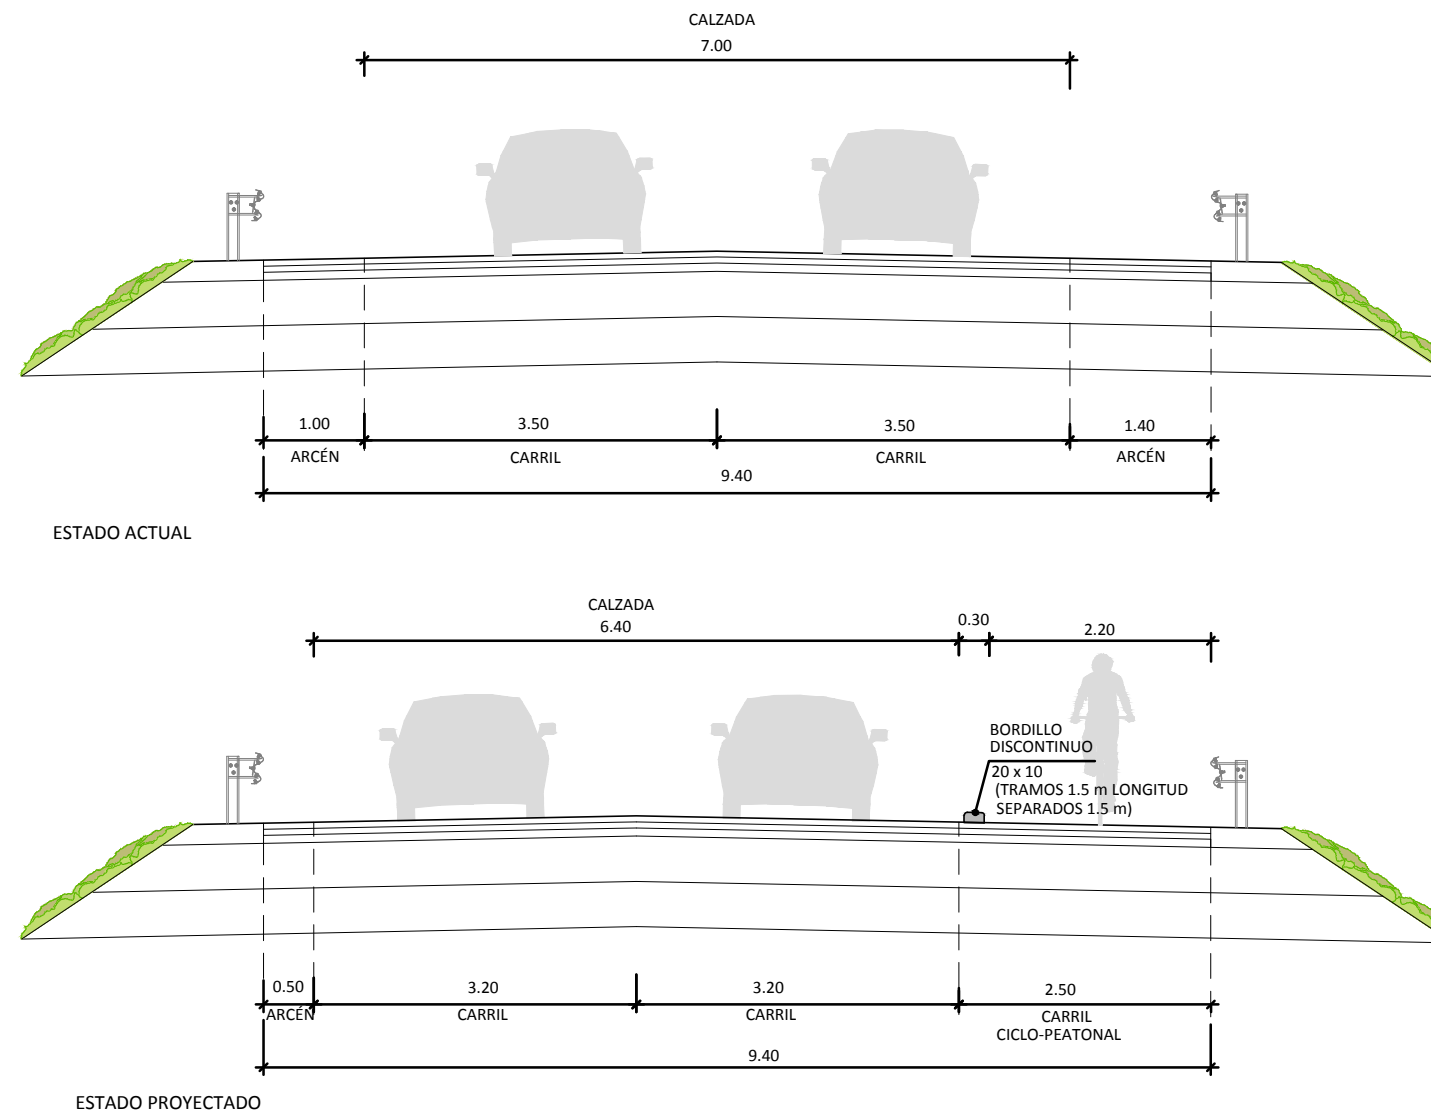 CALZADA
7.00
1.00
3.50
3.50
1.40
ARCÉN
CARRIL
CARRIL
ARCÉN
9.40
ESTADO ACTUAL
CALZADA
6.40
0.30
2.20
BORDILLO
DISCONTINUO
20 x 10
(TRAMOS 1.5 m LONGITUD
SEPARADOS 1.5 m)
0.50
3.20
3.20
2.50
ARCÉN
CARRIL
CARRIL
CARRIL
CICLO-PEATONAL
9.40
ESTADO PROYECTADO